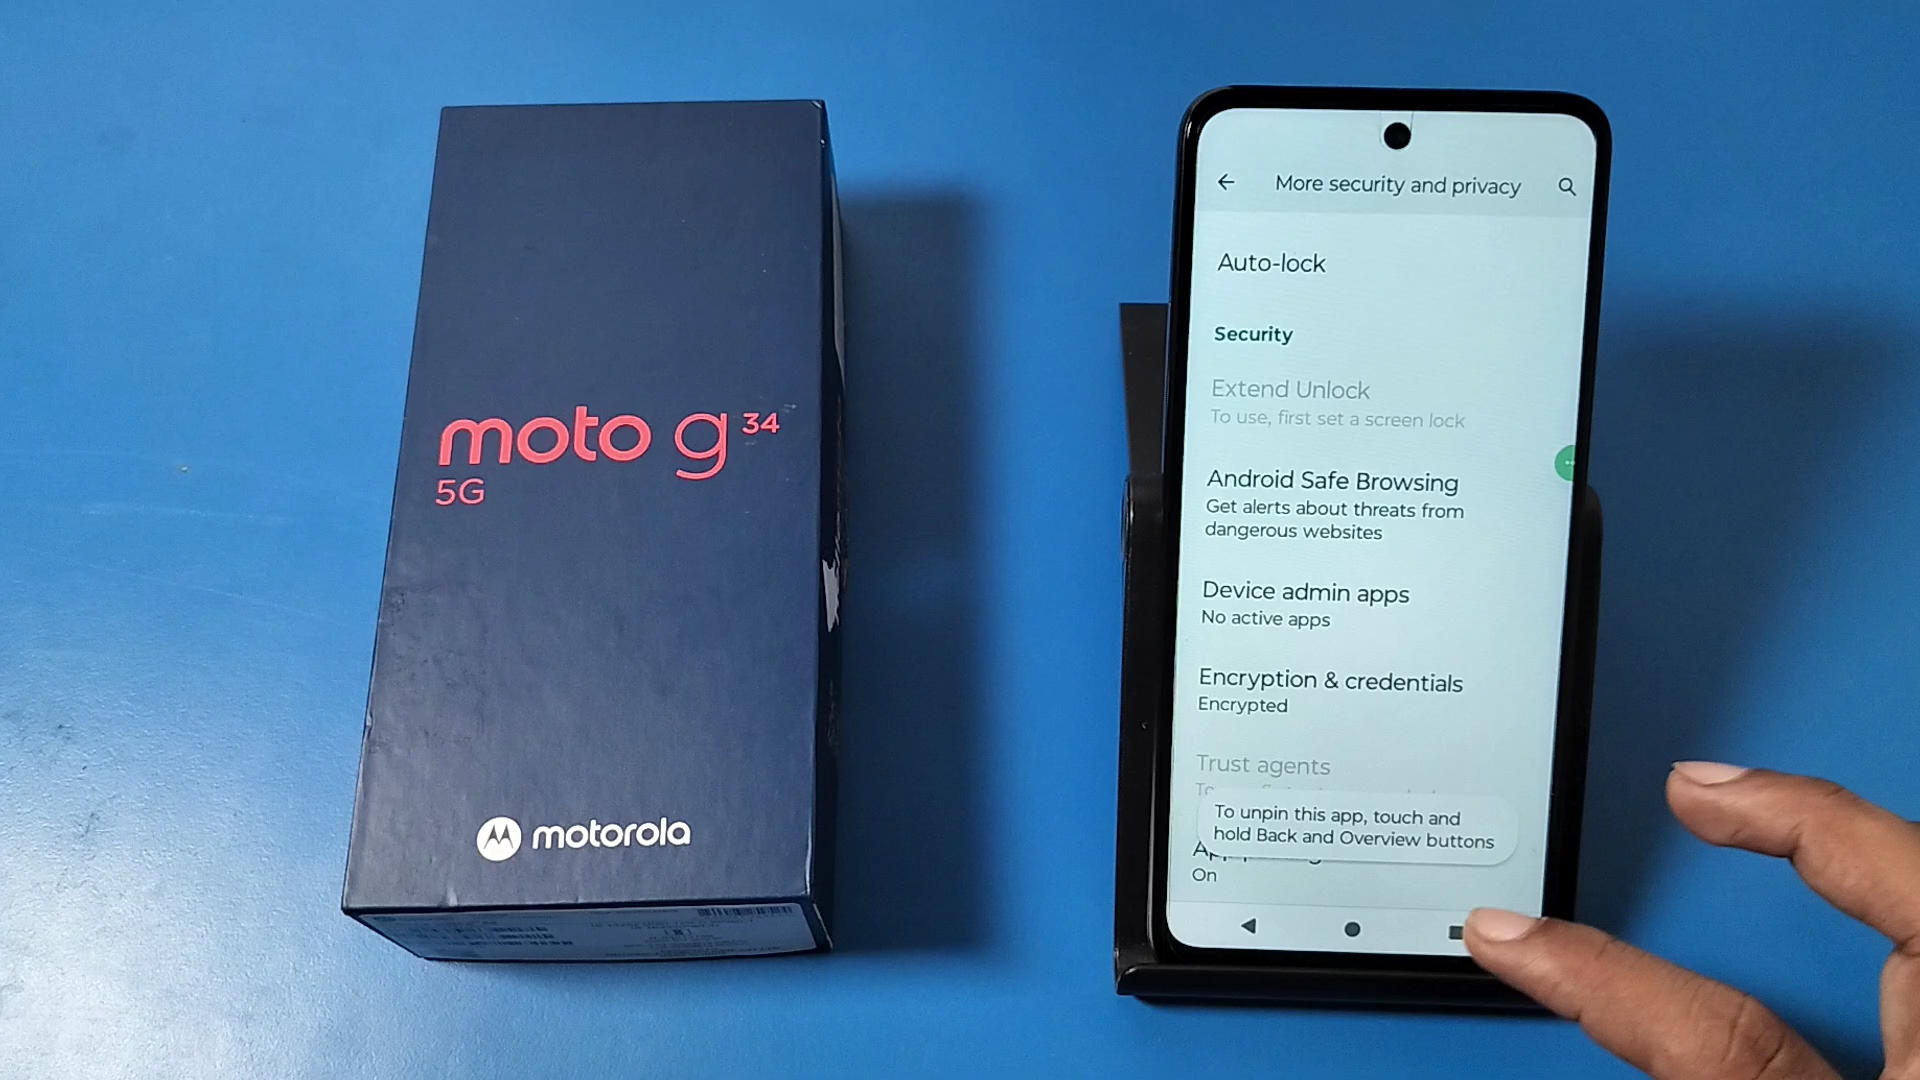 moto g 34
5G
motorola
More security and privacy
Auto-lock
Security
Extend Unlock
To use, first set a screen lock
Android Safe Browsing
Get alerts about threats from
dangerous websites
Device admin apps
No active apps
Encryption & credentials
Encrypted
Trust agents
To unpin this app, touch and
hold Back and Overview buttons
On